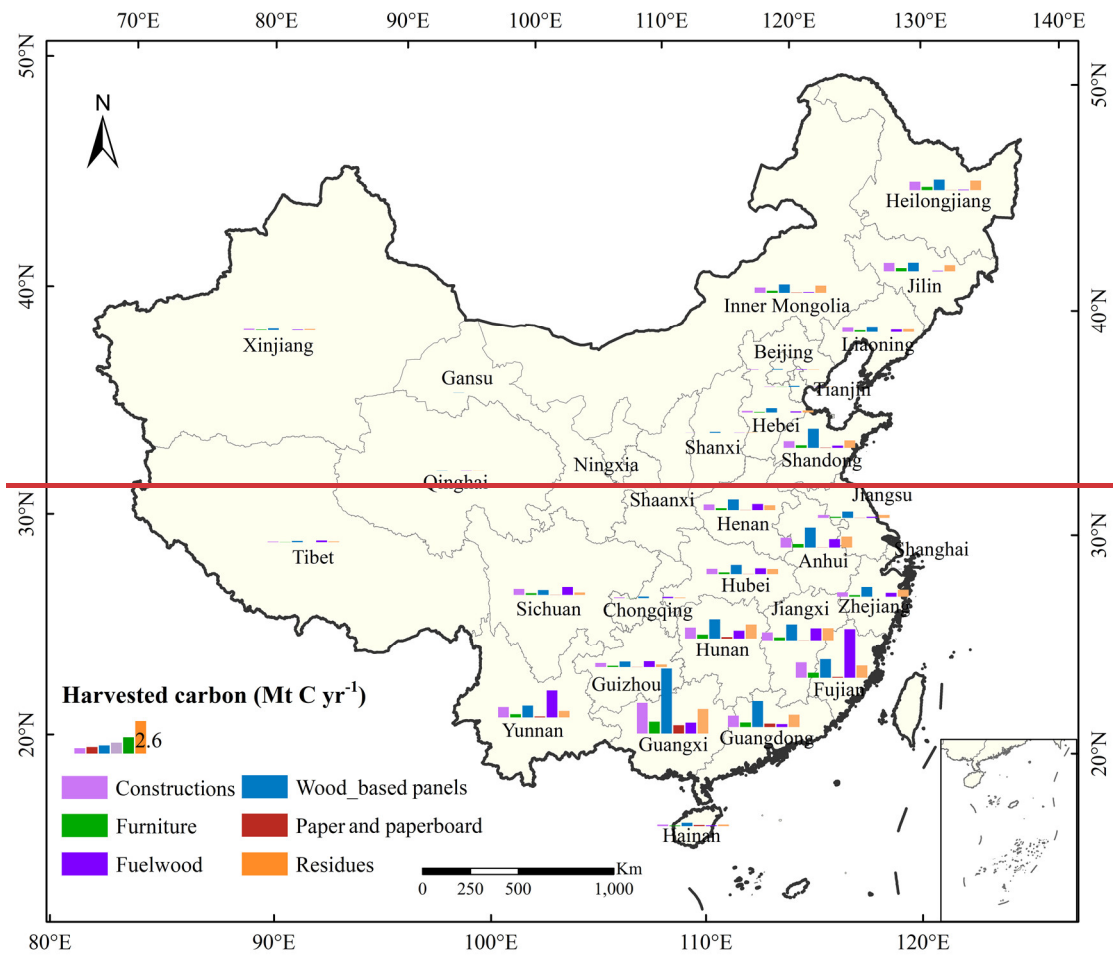 70°E 80°E 90°E 100°E 110°E 120°E 130°E 140°E
50°N
50°N
N
Heilongjiang
Jilin
40°N
Inner Mongolia
40°N
Xinjiang
Liaoning
Beijing
Gansu
Tianjin
Hebei
Shanxi
Shandong
Ningxia
Qinghai
Shaanxi
Jiangsu
30°N
Henan
30°N
Shanghai
Tibet
Anhui
Hubei
Sichuan
Chongqing
Jiangxi
Zhejiang
Hunan
Guizhou
Fujian
Harvested carbon (Mt C yr-1)
Yunnan
Guangxi
Guangdong
20°N
2.6
20°N
Constructions
Wood_based panels
Furniture
Paper and paperboard
Hainan
Fuelwood
Residues
Km
0 250 500 1,000
80°E 90°E 100°E 110°E 120°E